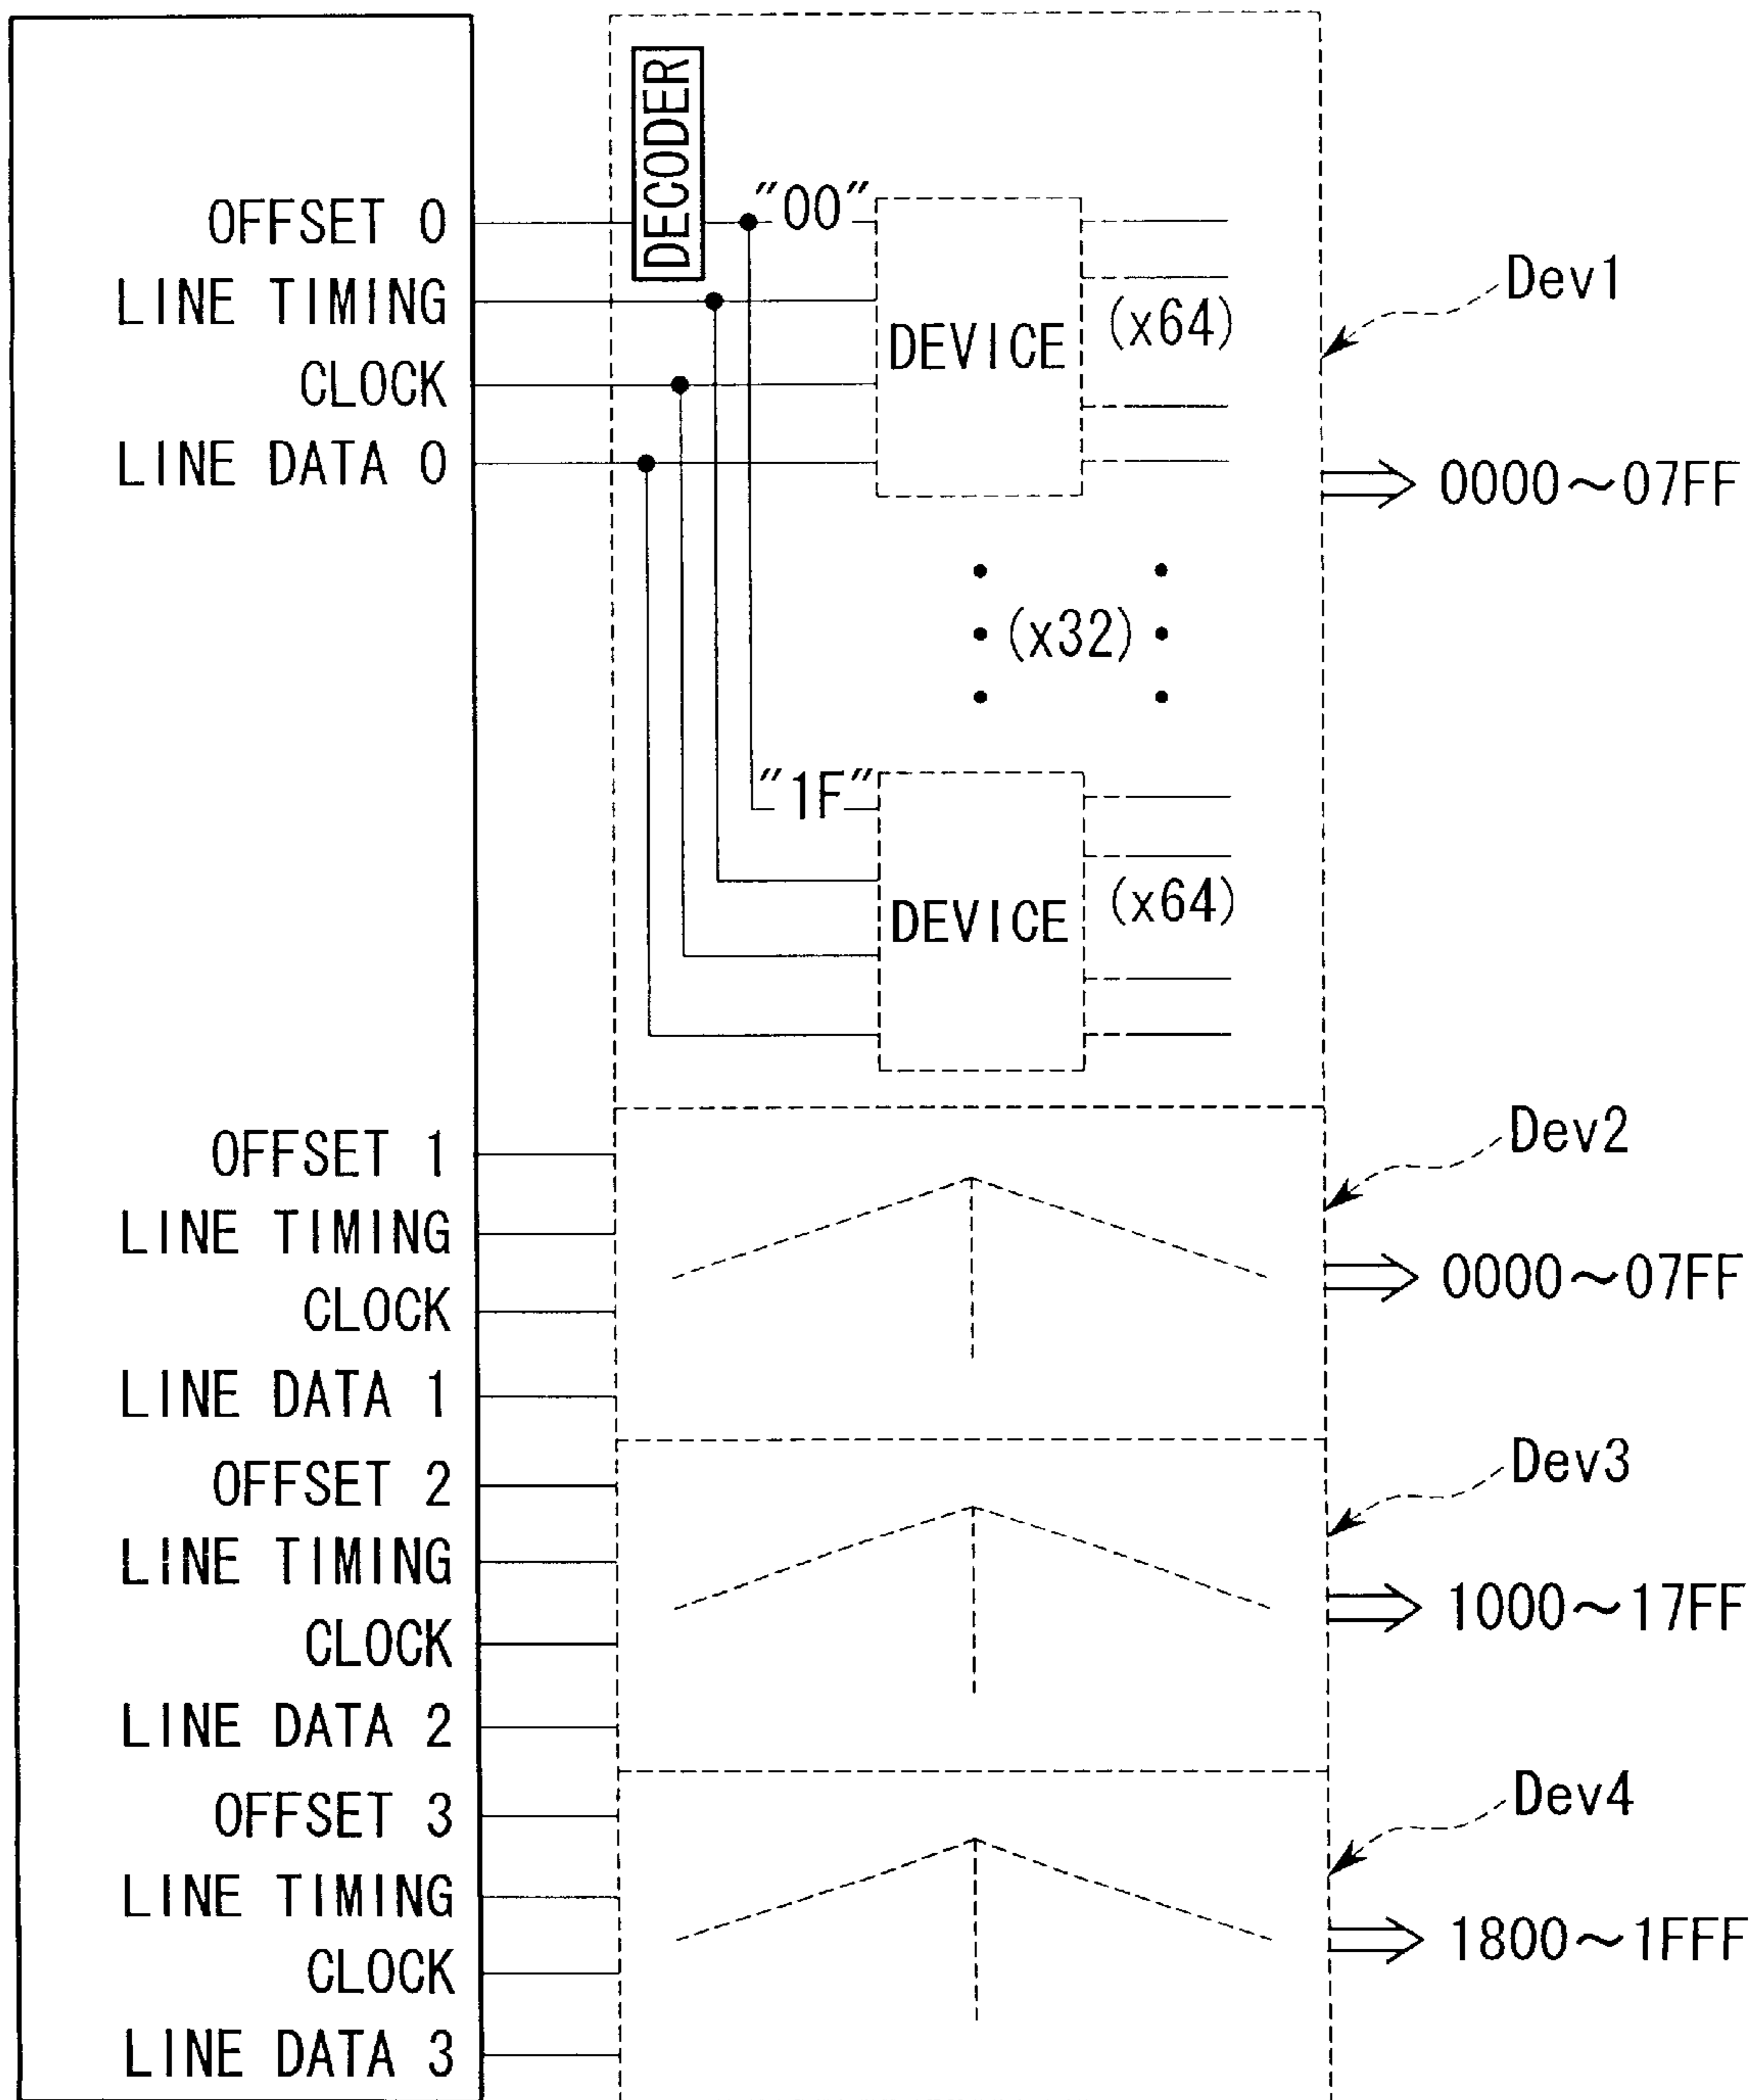 DECODER
OFFSET 0
"00"
LINE TIMING
CLOCK
LINE DATA 0
DEVICE
(x64)
Dev1
0000～07FF
(x32)
"1F"
DEVICE
(x64)
OFFSET 1
LINE TIMING
CLOCK
LINE DATA 1
Dev2
0000～07FF
OFFSET 2
LINE TIMING
CLOCK
LINE DATA 2
Dev3
1000～17FF
OFFSET 3
LINE TIMING
CLOCK
LINE DATA 3
Dev4
1800～1FFF